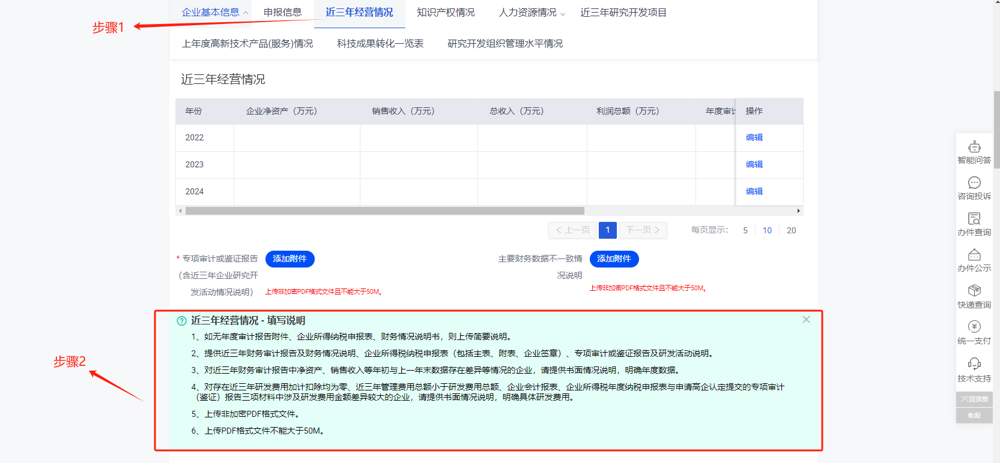 企业基本信息 申报信息 近三年经营情况 知识产权情况 人力资源情况 近三年研究开发项目
步骤1
上年度高新技术产品(服务)情况 科技成果转化一览表 研究开发组织管理水平情况
近三年经营情况
年份 企业净资产（万元） 销售收入（万元） 总收入（万元） 利润总额（万元） 年度审计 操作
2022 编辑
2023 编辑
2024 编辑
上一页 1 下一页 每页显示： 5 10 20
* 专项审计或鉴证报告（含近三年企业研究开发活动情况说明） 添加附件
上传非加密PDF格式文件且不能大于50M。
主要财务数据不一致情况说明 添加附件
上传非加密PDF格式文件且不能大于50M。
近三年经营情况 - 填写说明
1、如无年度审计报告附件、企业所得纳税申报表、财务情况说明书，则上传简要说明。
2、提供近三年财务审计报告及财务情况说明、企业所得税纳税申报表（包括主表、附表、企业签章）、专项审计或鉴证报告及研发活动说明。
步骤2
3、对近三年财务审计报告中净资产、销售收入等年初与上一年末数据存在差异等情况的企业，请提供书面情况说明，明确年度数据。
4、对存在近三年研发费用加计扣除均为零、近三年管理费用总额小于研发费用总额、企业会计报表、企业所得税年度纳税申报表与申请高企认定提交的专项审计
（鉴证）报告三项材料中涉及研发费用金额差异较大的企业，请提供书面情况说明，明确具体研发费用。
5、上传非加密PDF格式文件。
6、上传PDF格式文件不能大于50M。
智能问答
咨询投诉
办件查询
办件公示
快递查询
统一支付
技术支持
回顶部
收起